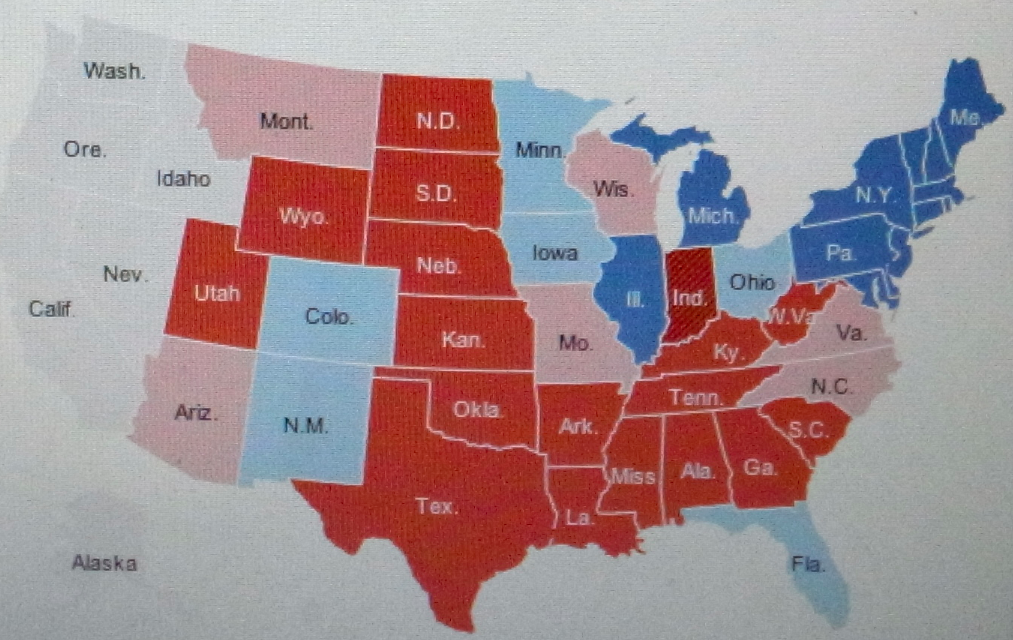 Wash.
Ore.
Idaho
Nev.
Calif.
Mont.
Wyo.
Utah
Colo.
Ariz.
N.M.
N.D.
S.D.
Neb.
Kan.
Okla.
Tex.
Minn.
Iowa
Mo.
Ark.
La.
Wis.
Ill.
Mich.
Ind.
Ohio
Ky.
Tenn.
Miss
Ala.
Ga.
Fla.
S.C.
N.C.
Va.
W.Va
Pa.
N.Y.
Me.
Alaska